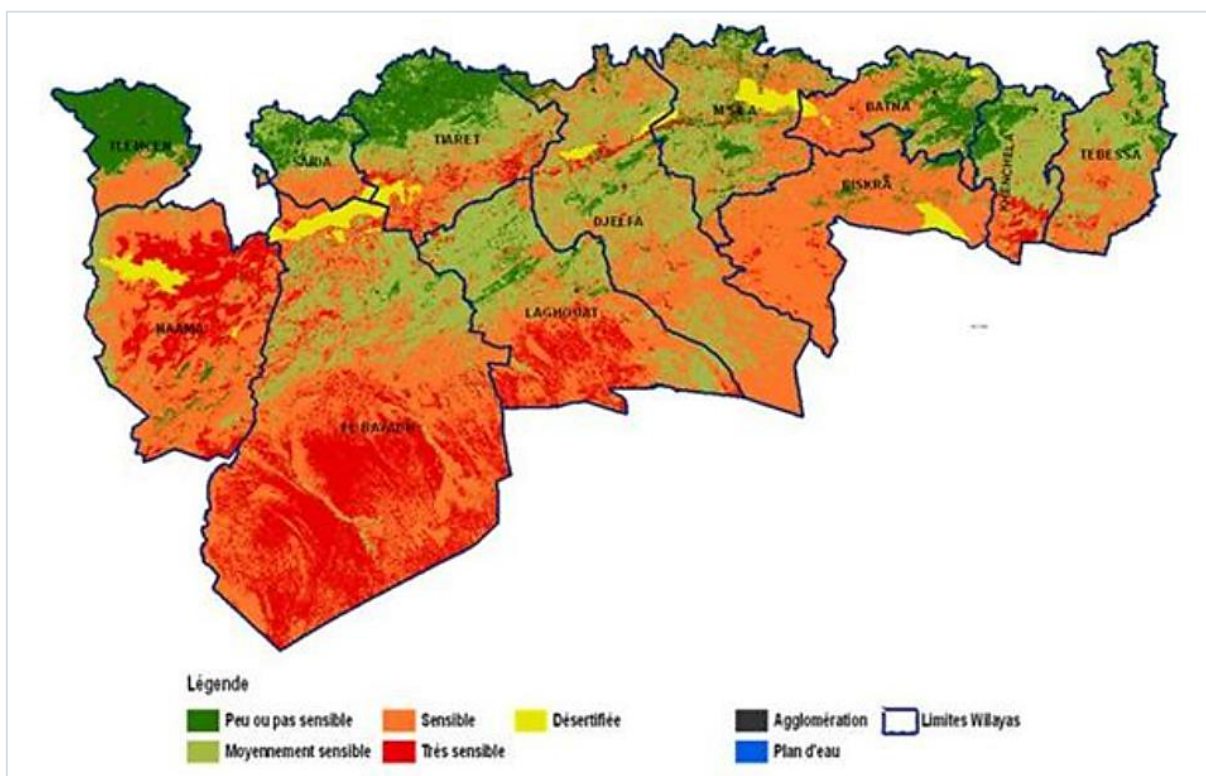 TLEMCEN
SAIDA
TIARET
M'SILA
BATNA
KHENCHELA
TEBESSA
BISKRA
DJELFA
NAAMA
LAGHOUAT
EL BAYADH
Légende
Peu ou pas sensible
Sensible
Désertifiée
Agglomération
Limites Wilayas
Moyennement sensible
Très sensible
Plan d'eau